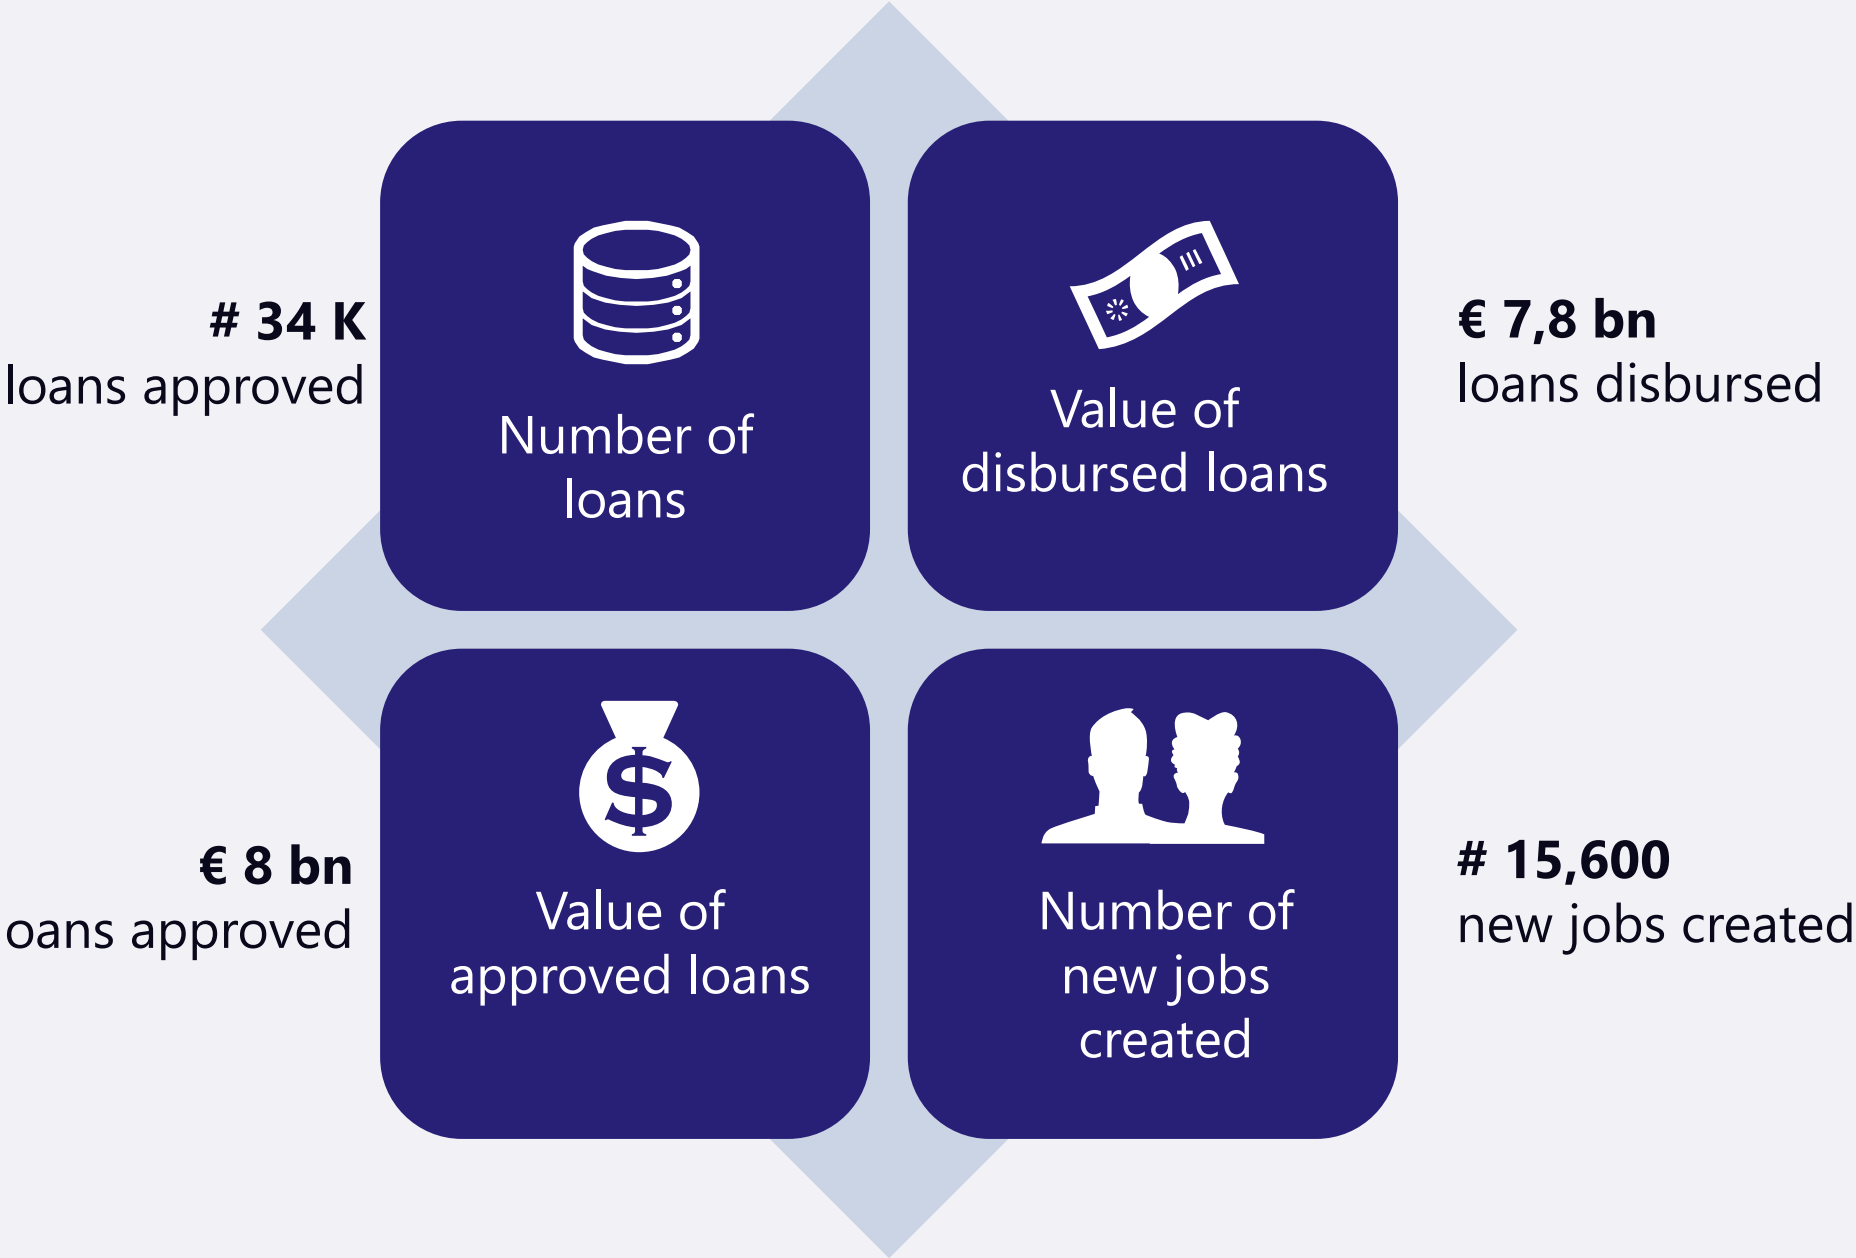 # 34 K
loans approved
Number of
loans
Value of
disbursed loans
€ 7,8 bn
loans disbursed
€ 8 bn
oans approved
$
Value of
approved loans
Number of
new jobs
created
# 15,600
new jobs created